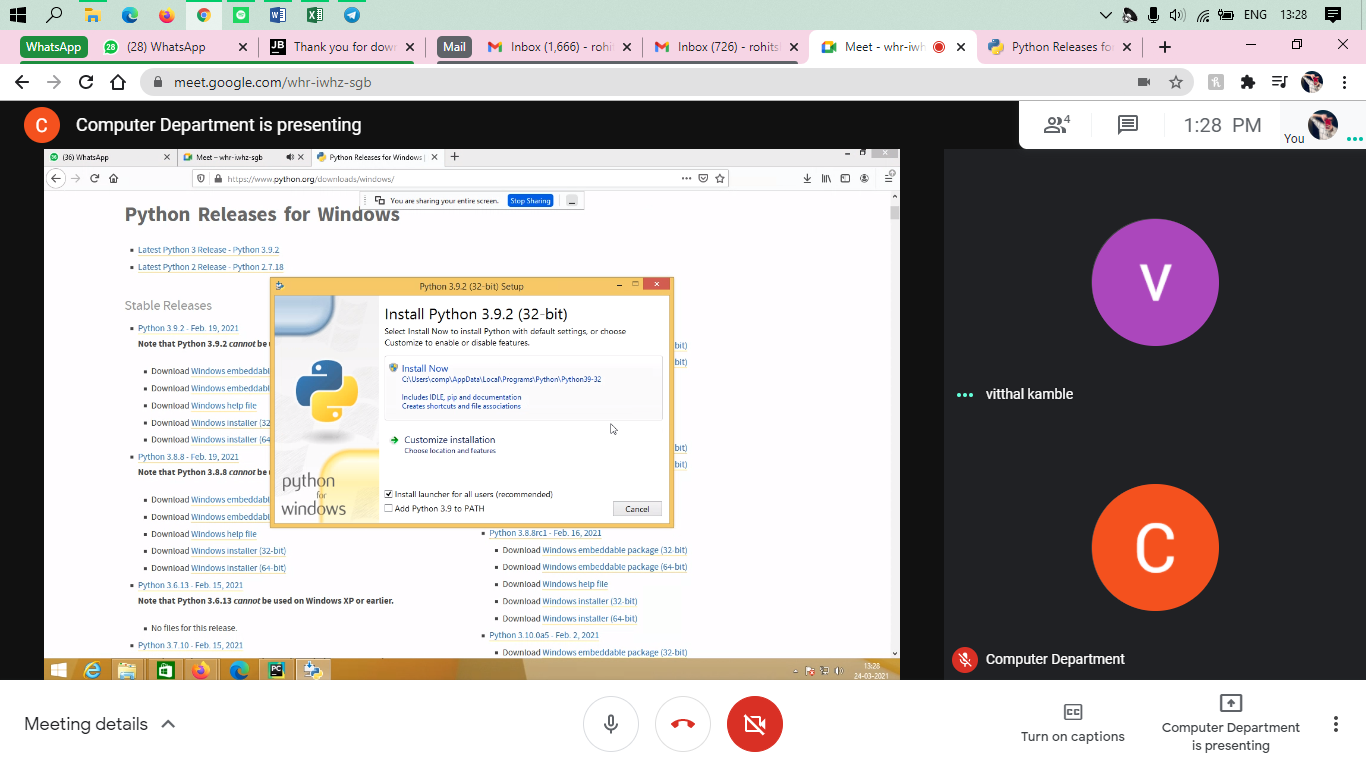 ENG 13:28
WhatsApp
28
(28) WhatsApp
JB
Thank you for dow
Mail
Inbox (1,666) - rohi
Inbox (726) - rohits
Meet - whr-iwh
Python Releases fo
meet.google.com/whr-iwhz-sgb
C
Computer Department is presenting
4
1:28 PM
You
(36) WhatsApp
Meet – whr-iwhz-sgb
Python Releases for Windows
https://www.python.org/downloads/windows/
You are sharing your entire screen.
Stop Sharing
Python Releases for Windows
Latest Python 3 Release - Python 3.9.2
Latest Python 2 Release - Python 2.7.18
Stable Releases
Python 3.9.2 - Feb. 19, 2021
Note that Python 3.9.2 cannot be
Download Windows embeddabl
Download Windows embeddabl
Download Windows help file
Download Windows installer (32
Download Windows installer (64
Python 3.8.8 - Feb. 19, 2021
Note that Python 3.8.8 cannot be
Download Windows embeddabl
Download Windows embeddabl
Download Windows help file
Download Windows installer (32-bit)
Download Windows installer (64-bit)
Python 3.6.13 - Feb. 15, 2021
Note that Python 3.6.13 cannot be used on Windows XP or earlier.
No files for this release.
Python 3.7.10 - Feb. 15, 2021
Python 3.9.2 (32-bit) Setup
Install Python 3.9.2 (32-bit)
Select Install Now to install Python with default settings, or choose
Customize to enable or disable features.
Install Now
C:\Users\comp\AppData\Local\Programs\Python\Python39-32
Includes IDLE, pip and documentation
Creates shortcuts and file associations
Customize installation
Choose location and features
Install launcher for all users (recommended)
Add Python 3.9 to PATH
Cancel
python
for
windows
bit)
bit)
bit)
bit)
Python 3.8.8rc1 - Feb. 16, 2021
Download Windows embeddable package (32-bit)
Download Windows embeddable package (64-bit)
Download Windows help file
Download Windows installer (32-bit)
Download Windows installer (64-bit)
Python 3.10.0a5 - Feb. 2, 2021
Download Windows embeddable package (32-bit)
PC
13:28
24-03-2021
V
vitthal kamble
C
Computer Department
Meeting details
CC
Turn on captions
Computer Department
is presenting